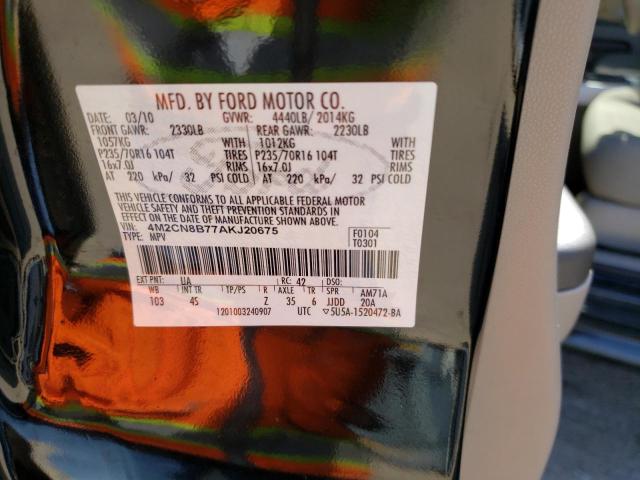 MFD. BY FORD MOTOR CO.
DATE: 03/10 GVWR: 4440LB/ 2014KG
FRONT GAWR: 2330LB REAR GAWR: 2230LB
1057KG WITH 1012KG WITH
P235/70R16 104T TIRES P235/70R16 104T TIRES
16x7.0J RIMS 16x7.0J RIMS
AT 220 kPa/ 32 PSI COLD AT 220 kPa/ 32 PSI COLD
THIS VEHICLE CONFORMS TO ALL APPLICABLE FEDERAL MOTOR
VEHICLE SAFETY AND THEFT PREVENTION STANDARDS IN
EFFECT ON THE DATE OF MANUFACTURE SHOWN ABOVE.
VIN: 4M2CN8B77AKJ20675 F0104
TYPE: MPV T0301
EXT PNT: UA RC: 42 DSO:
WB INT TR TP/PS R AXLE TR SPR AM71A
103 4S Z 35 6 JJDD 20A
1201003240907 UTC 5U5A-1520472-BA